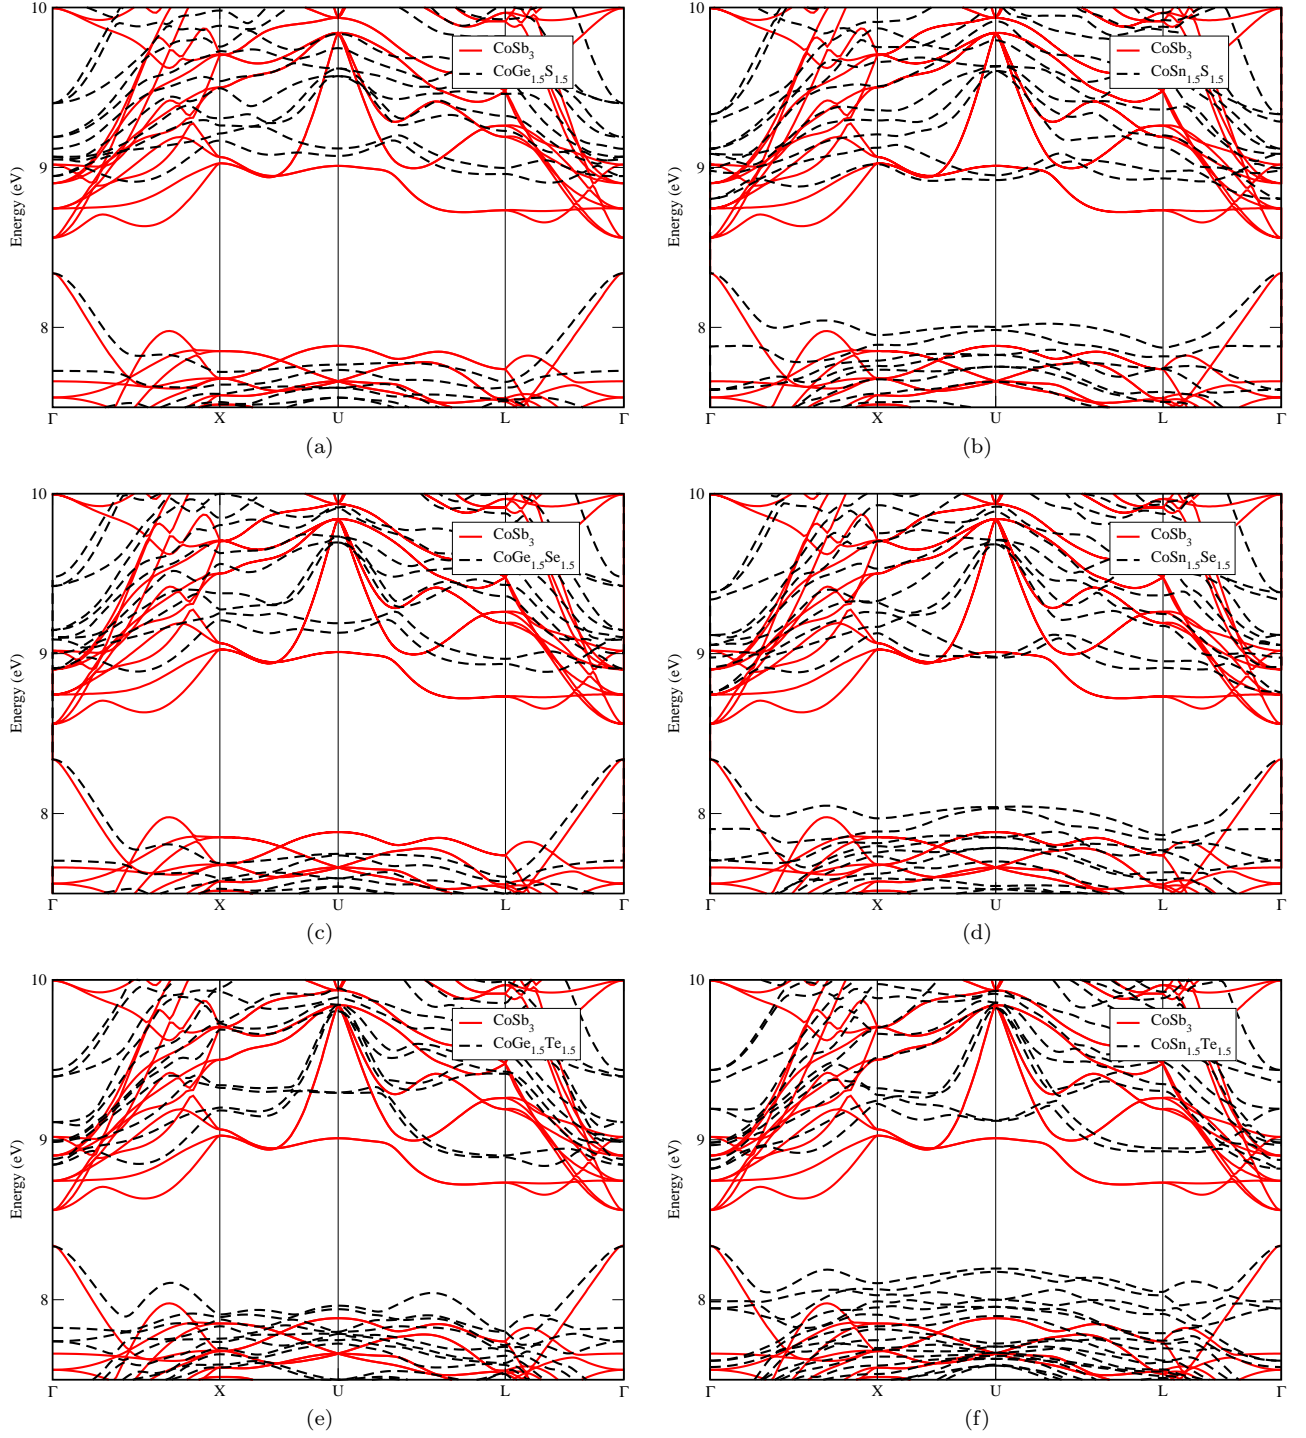 10
9
8
Energy (eV)
CoSb3
CoGe1.5S1.5
Γ X U L Γ
(a)
10
9
8
Energy (eV)
CoSb3
CoSn1.5S1.5
Γ X U L Γ
(b)
10
9
8
Energy (eV)
CoSb3
CoGe1.5Se1.5
Γ X U L Γ
(c)
10
9
8
Energy (eV)
CoSb3
CoSn1.5Se1.5
Γ X U L Γ
(d)
10
9
8
Energy (eV)
CoSb3
CoGe1.5Te1.5
Γ X U L Γ
(e)
10
9
8
Energy (eV)
CoSb3
CoSn1.5Te1.5
Γ X U L Γ
(f)